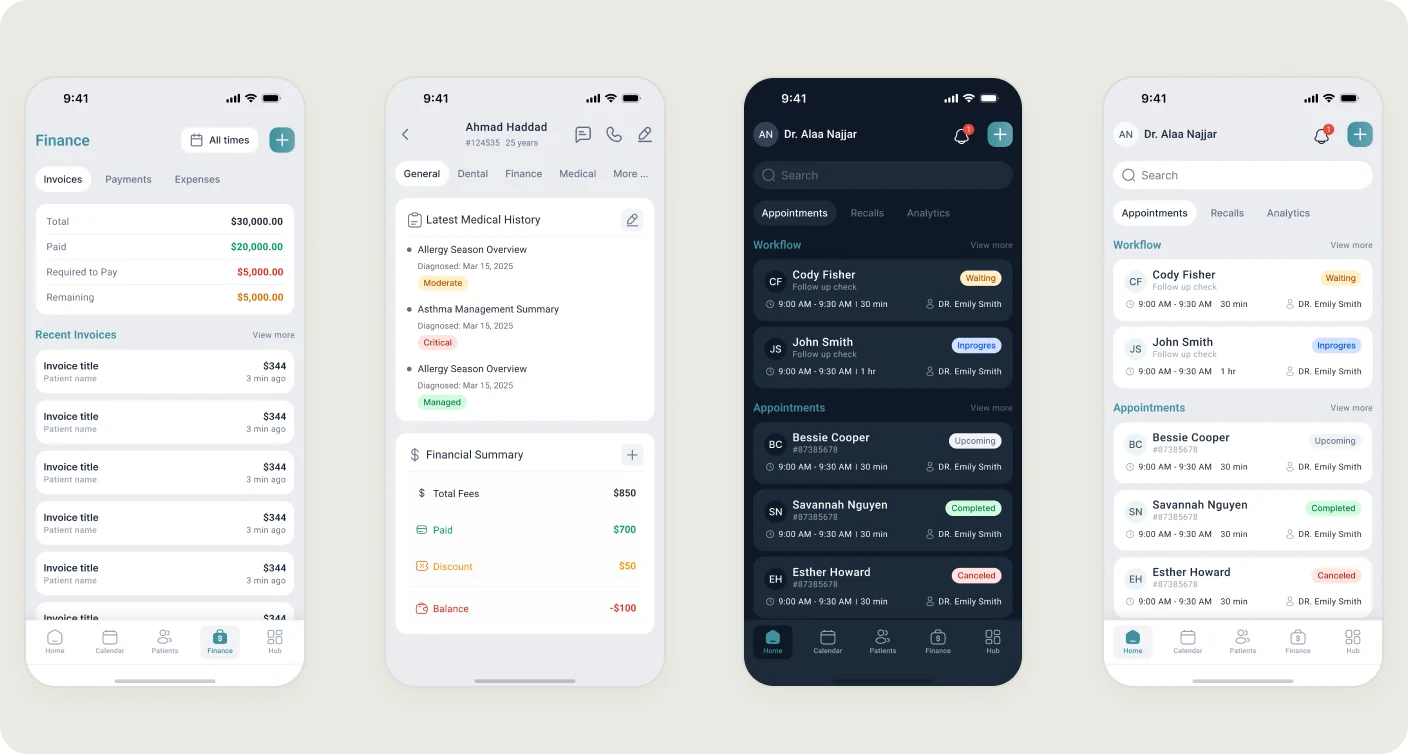 9:41
Finance
All times
Invoices Payments Expenses
Total $30,000.00
Paid $20,000.00
Required to Pay $5,000.00
Remaining $5,000.00
Recent Invoices View more
Invoice title $344
Patient name 3 min ago
Invoice title $344
Patient name 3 min ago
Invoice title $344
Patient name 3 min ago
Invoice title $344
Patient name 3 min ago
Invoice title $344
Patient name 3 min ago
Invoice title $344
Home Calendar Patients Finance Hub
9:41
Ahmad Haddad
#124535 25 years
General Dental Finance Medical More ...
Latest Medical History
Allergy Season Overview
Diagnosed: Mar 15, 2025
Moderate
Asthma Management Summary
Diagnosed: Mar 15, 2025
Critical
Allergy Season Overview
Diagnosed: Mar 15, 2025
Managed
$ Financial Summary
$ Total Fees $850
Paid $700
Discount $50
Balance -$100
9:41
AN Dr. Alaa Najjar 1
Search
Appointments Recalls Analytics
Workflow View more
CF Cody Fisher Waiting
Follow up check
9:00 AM - 9:30 AM | 30 min DR. Emily Smith
JS John Smith Inprogres
Follow up check
9:00 AM - 9:30 AM | 1 hr DR. Emily Smith
Appointments View more
BC Bessie Cooper Upcoming
#87385678
9:00 AM - 9:30 AM | 30 min DR. Emily Smith
SN Savannah Nguyen Completed
#87385678
9:00 AM - 9:30 AM | 30 min DR. Emily Smith
EH Esther Howard Canceled
#87385678
9:00 AM - 9:30 AM | 30 min DR. Emily Smith
Home Calendar Patients Finance Hub
9:41
AN Dr. Alaa Najjar 1
Search
Appointments Recalls Analytics
Workflow View more
CF Cody Fisher Waiting
Follow up check
9:00 AM - 9:30 AM 30 min DR. Emily Smith
JS John Smith Inprogres
Follow up check
9:00 AM - 9:30 AM 1 hr DR. Emily Smith
Appointments View more
BC Bessie Cooper Upcoming
#87385678
9:00 AM - 9:30 AM 30 min DR. Emily Smith
SN Savannah Nguyen Completed
#87385678
9:00 AM - 9:30 AM 30 min DR. Emily Smith
EH Esther Howard Canceled
#87385678
9:00 AM - 9:30 AM 30 min DR. Emily Smith
Home Calendar Patients Finance Hub